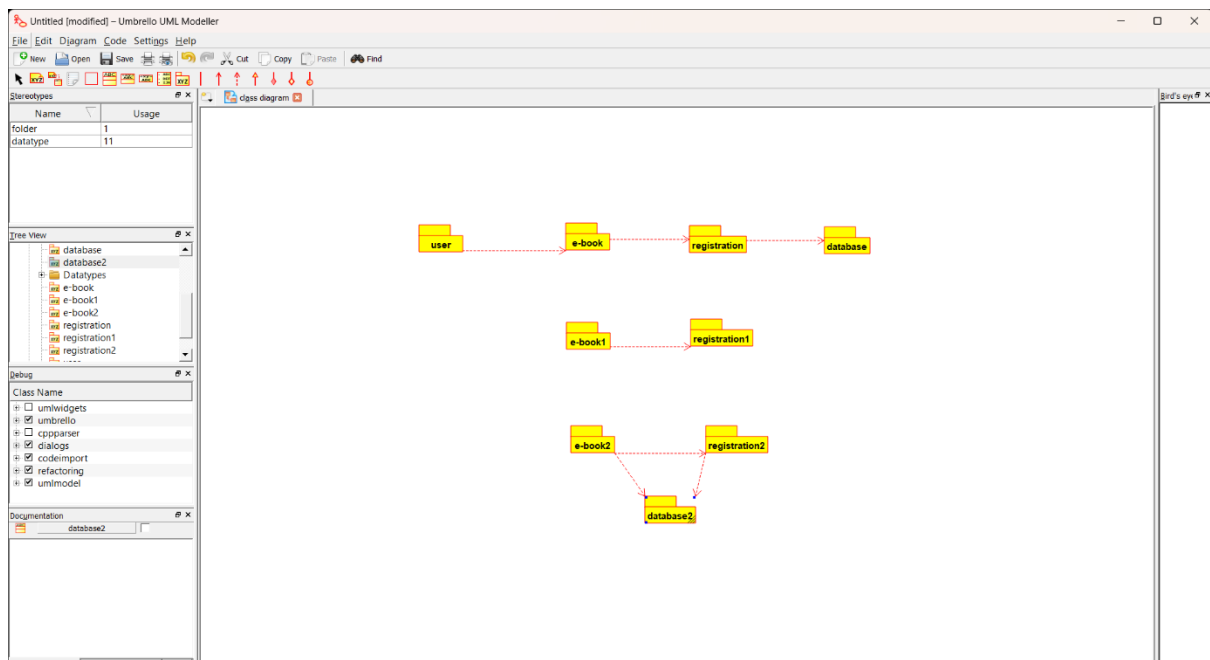 Untitled [modified] – Umbrello UML Modeller
File Edit Diagram Code Settings Help
New Open Save Cut Copy Paste Find
Stereotypes
class diagram
Bird's eye
Name Usage
folder 1
datatype 11
Tree View
database
database2
Datatypes
e-book
e-book1
e-book2
registration
registration1
registration2
Debug
Class Name
umlwidgets
umbrello
cppparser
dialogs
codeimport
refactoring
umlmodel
Documentation
database2
user
e-book
registration
database
e-book1
registration1
e-book2
registration2
database2